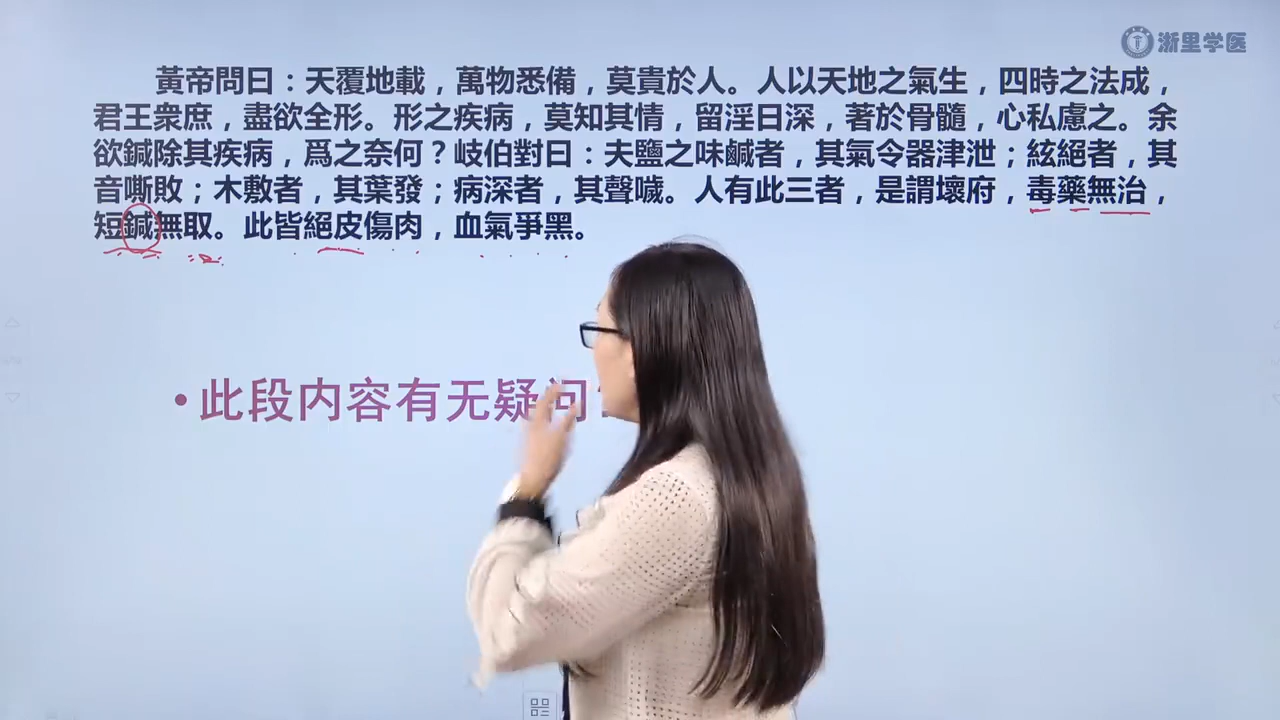 浙里学医
黃帝問曰：天覆地載，萬物悉備，莫貴於人。人以天地之氣生，四時之法成，
君王衆庶，盡欲全形。形之疾病，莫知其情，留淫日深，著於骨髓，心私慮之。余
欲鍼除其疾病，爲之奈何？岐伯對曰：夫鹽之味鹹者，其氣令器津泄；絃絕者，其
音嘶敗；木敷者，其葉發；病深者，其聲噦。人有此三者，是謂壞府，毒藥無治，
短鍼無取。此皆絕皮傷肉，血氣爭黑。
•此段内容有无疑问